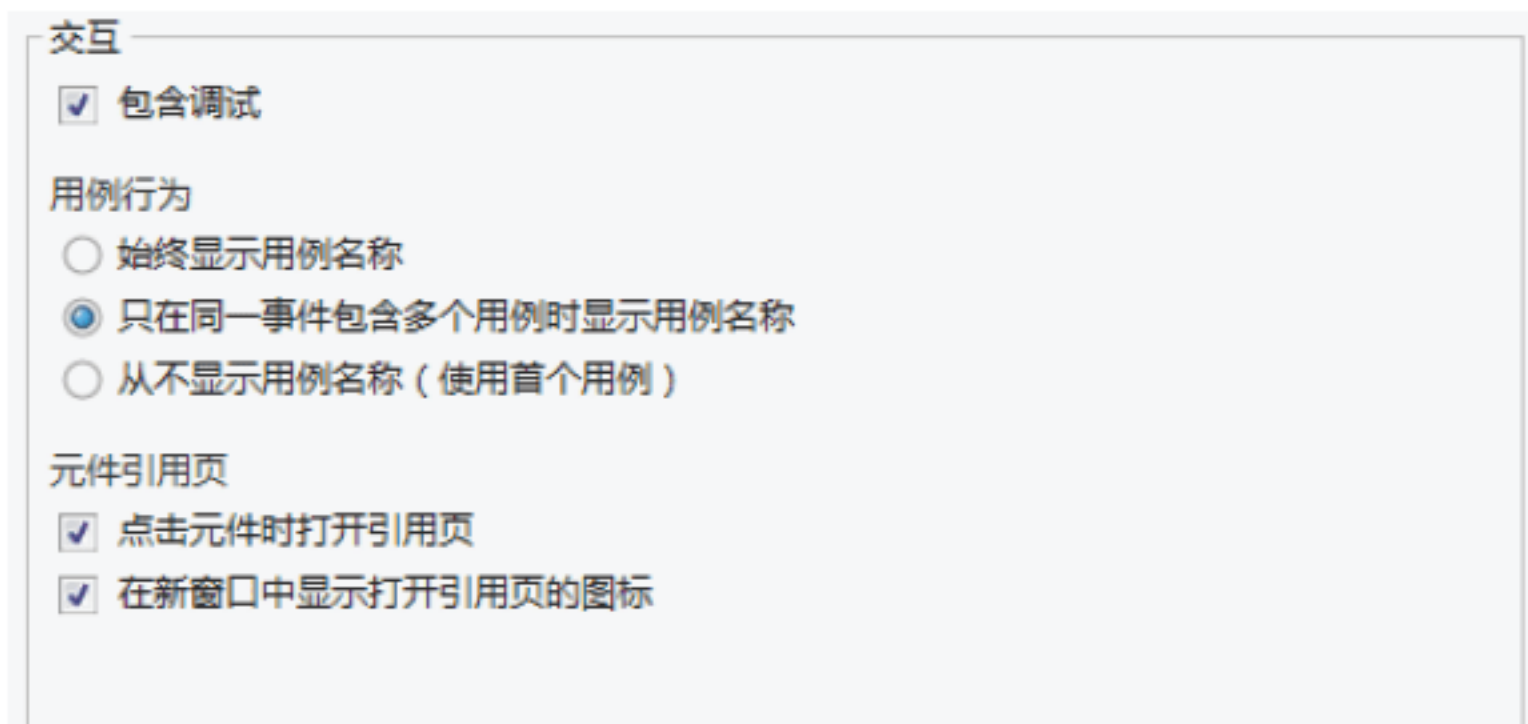 交互
包含调试
用例行为
始终显示用例名称
只在同一事件包含多个用例时显示用例名称
从不显示用例名称（使用首个用例）
元件引用页
点击元件时打开引用页
在新窗口中显示打开引用页的图标